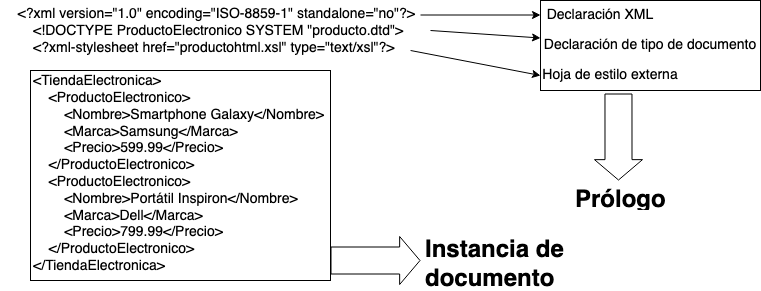 <?xml version="1.0" encoding="ISO-8859-1" standalone="no"?>
<!DOCTYPE ProductoElectronico SYSTEM "producto.dtd">
<?xml-stylesheet href="productohtml.xsl" type="text/xsl"?>
Declaración XML
Declaración de tipo de documento
Hoja de estilo externa
Prólogo
<TiendaElectronica>
<ProductoElectronico>
<Nombre>Smartphone Galaxy</Nombre>
<Marca>Samsung</Marca>
<Precio>599.99</Precio>
</ProductoElectronico>
<ProductoElectronico>
<Nombre>Portátil Inspiron</Nombre>
<Marca>Dell</Marca>
<Precio>799.99</Precio>
</ProductoElectronico>
</TiendaElectronica>
Instancia de
documento